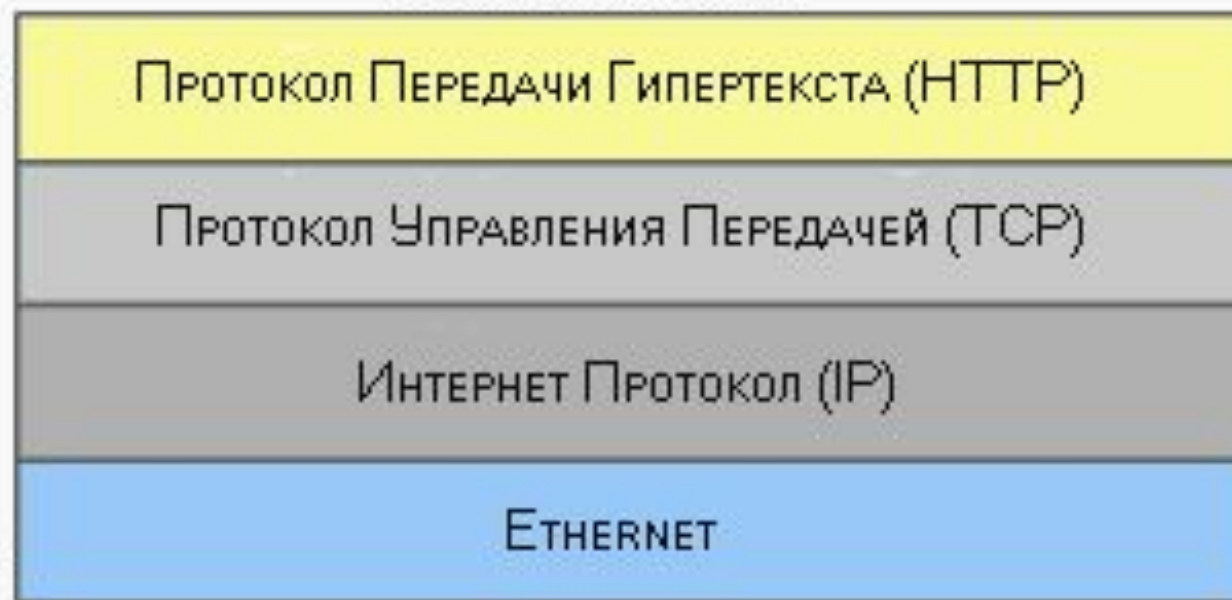 Протокол Передачи Гипертекста (HTTP)
Протокол Управления Передачей (TCP)
Интернет Протокол (IP)
Ethernet